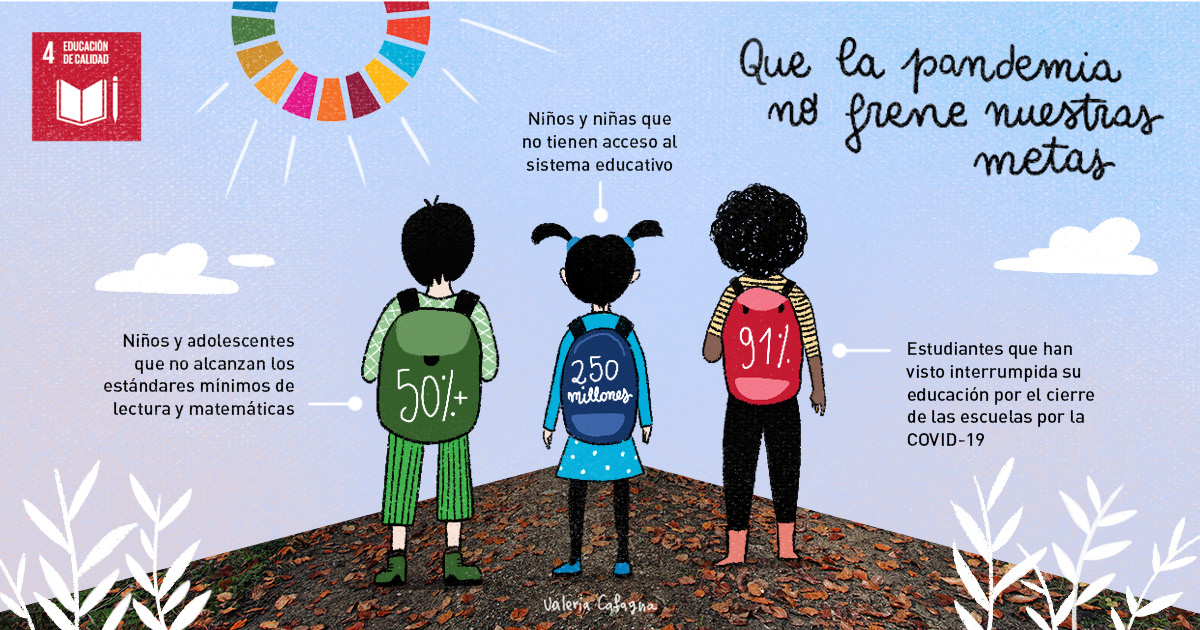 4 EDUCACIÓN
DE CALIDAD
Que la pandemia
no frene nuestras
metas
Niños y niñas que
no tienen acceso al
sistema educativo
250
millones
Niños y adolescentes
que no alcanzan los
estándares mínimos de
lectura y matemáticas
50%+
91%
Estudiantes que han
visto interrumpida su
educación por el cierre
de las escuelas por la
COVID-19
Valeria Cafagna